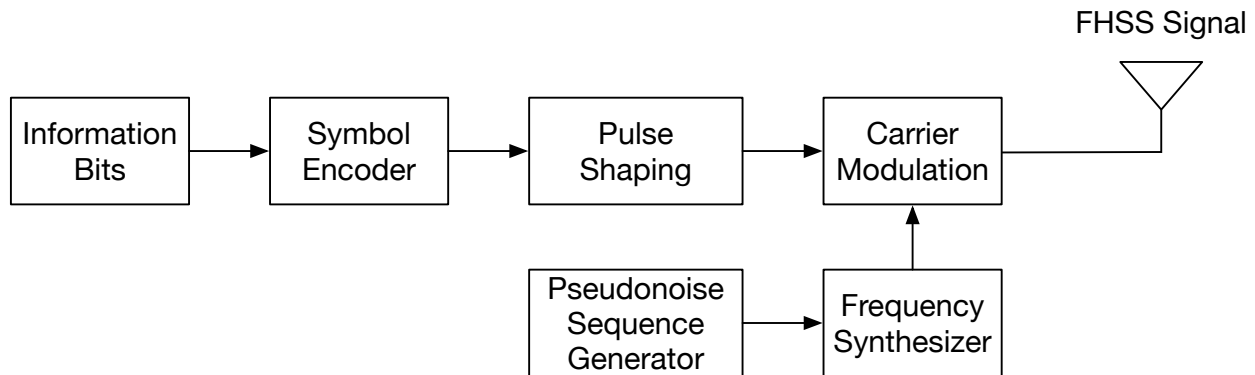 FHSS Signal
Information
Bits
Symbol
Encoder
Pulse
Shaping
Carrier
Modulation
Pseudonoise
Sequence
Generator
Frequency
Synthesizer